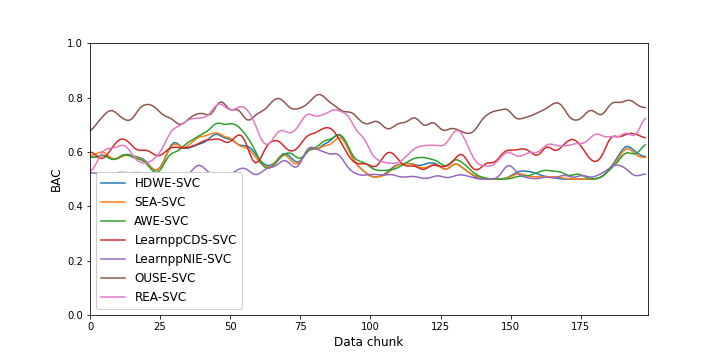 1.0
0.8
0.6
0.4
0.2
0.0
BAC
HDWE-SVC
SEA-SVC
AWE-SVC
LearnppCDS-SVC
LearnppNIE-SVC
OUSE-SVC
REA-SVC
0 25 50 75 100 125 150 175
Data chunk